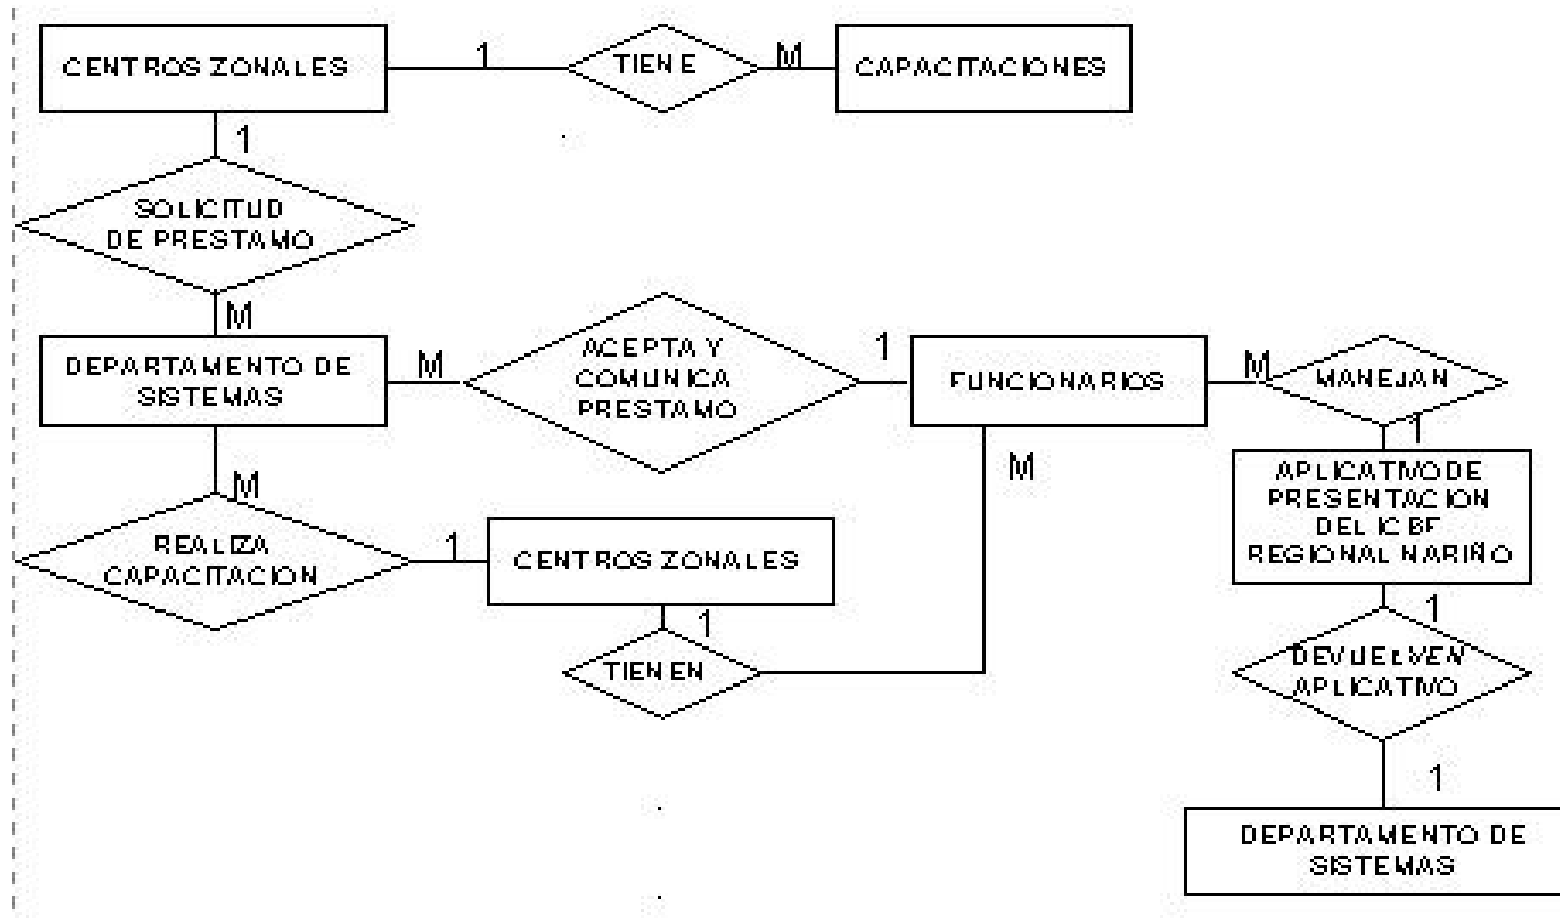 CENTROS ZONALES
1
TIENE
M
CAPACITACIONES
1
SOLICITUD
DE PRESTAMO
M
DEPARTAMENTO DE
SISTEMAS
M
ACEPTA Y
COMUNICA
PRESTAMO
1
FUNCIONARIOS
M
MANEJAN
1
APLICATIVO DE
PRESENTACION
DEL ICBF
REGIONAL NARIÑO
M
M
REALIZA
CAPACITACION
1
CENTROS ZONALES
1
TIENEN
1
DEVUELVEN
APLICATIVO
1
DEPARTAMENTO DE
SISTEMAS